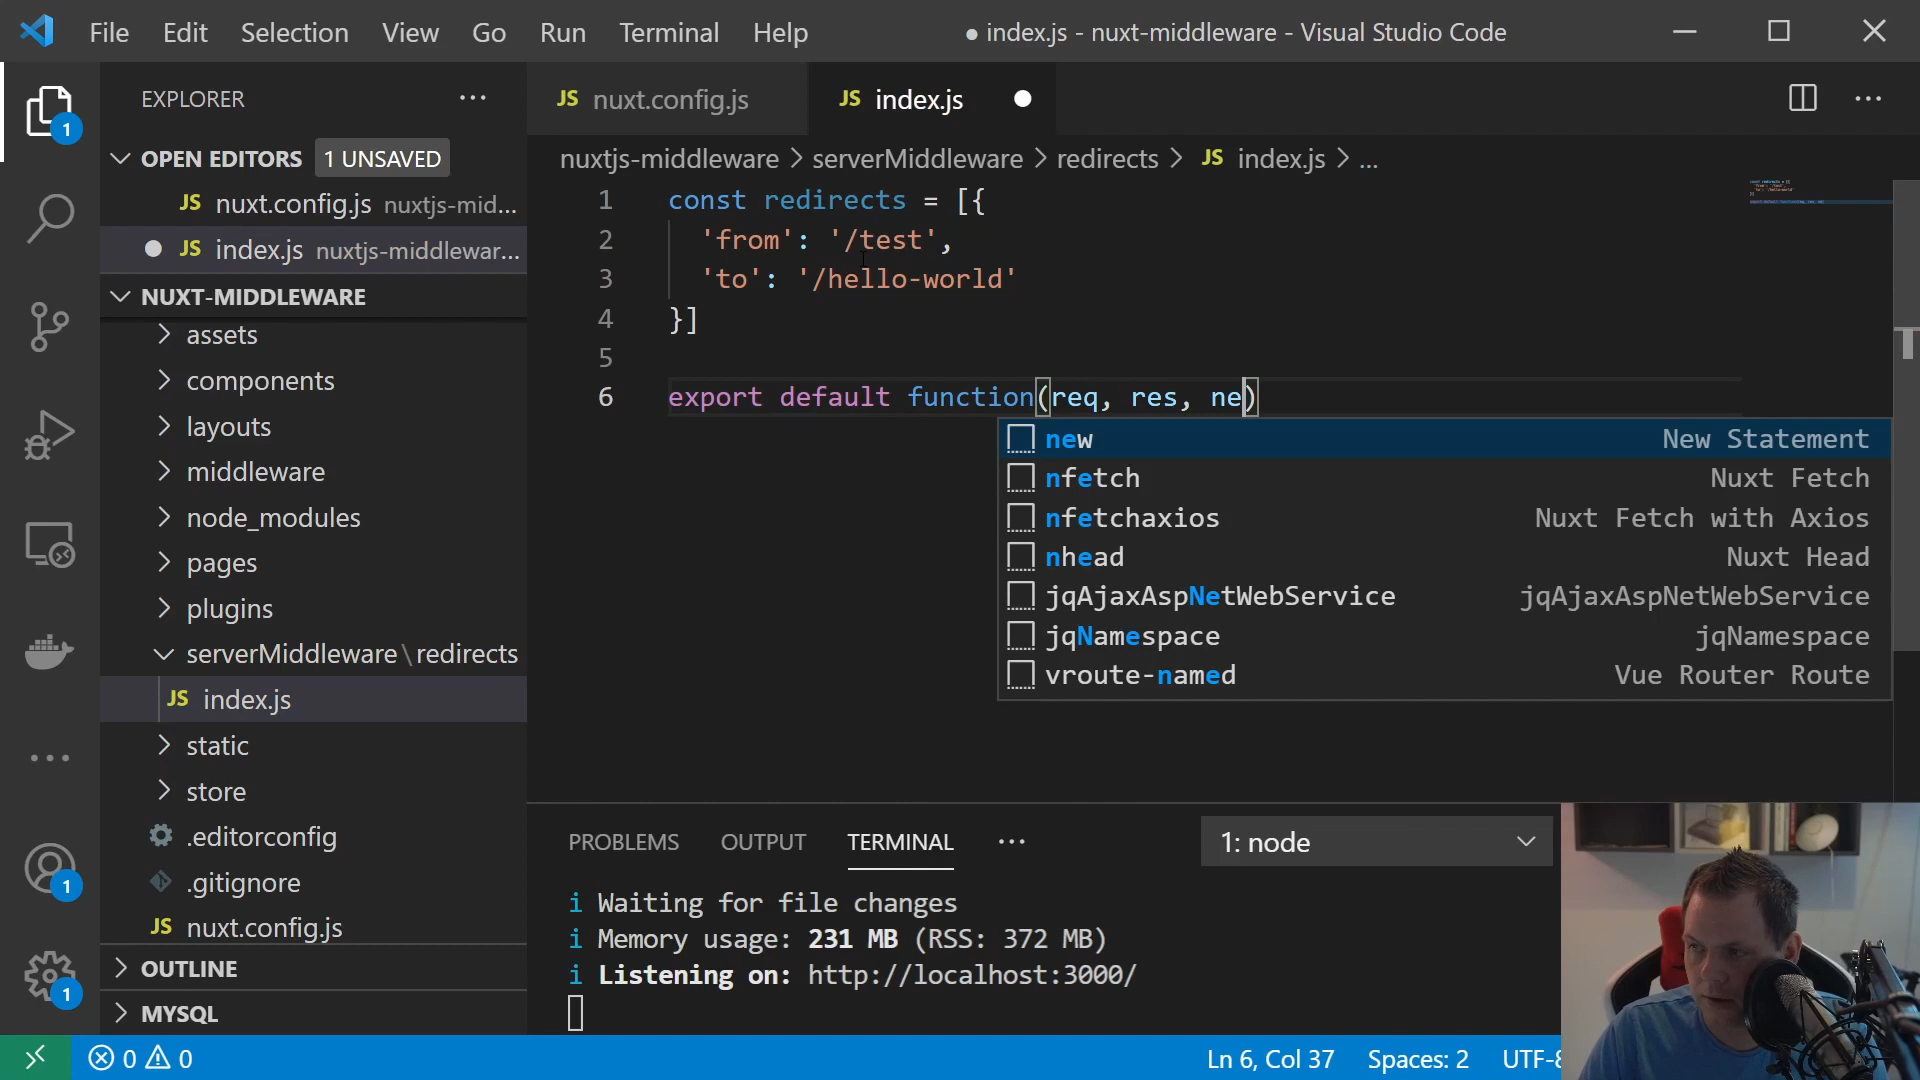 File Edit Selection View Go Run Terminal Help
● index.js - nuxt-middleware - Visual Studio Code
EXPLORER ...
OPEN EDITORS 1 UNSAVED
JS nuxt.config.js nuxtjs-mid...
● JS index.js nuxtjs-middlewar...
NUXT-MIDDLEWARE
assets
components
layouts
middleware
node_modules
pages
plugins
serverMiddleware\redirects
JS index.js
static
store
.editorconfig
.gitignore
JS nuxt.config.js
OUTLINE
MYSQL
1
1
1
JS nuxt.config.js
JS index.js ●
nuxtjs-middleware > serverMiddleware > redirects > JS index.js > ...
1 const redirects = [{
2 'from': '/test',
3 'to': '/hello-world'
4 }]
5
6 export default function(req, res, ne)
new New Statement
nfetch Nuxt Fetch
nfetchaxios Nuxt Fetch with Axios
nhead Nuxt Head
jqAjaxAspNetWebService jqAjaxAspNetWebService
jqNamespace jqNamespace
vroute-named Vue Router Route
PROBLEMS OUTPUT TERMINAL ... 1: node
i Waiting for file changes
i Memory usage: 231 MB (RSS: 372 MB)
i Listening on: http://localhost:3000/
0 0 Ln 6, Col 37 Spaces: 2 UTF-8